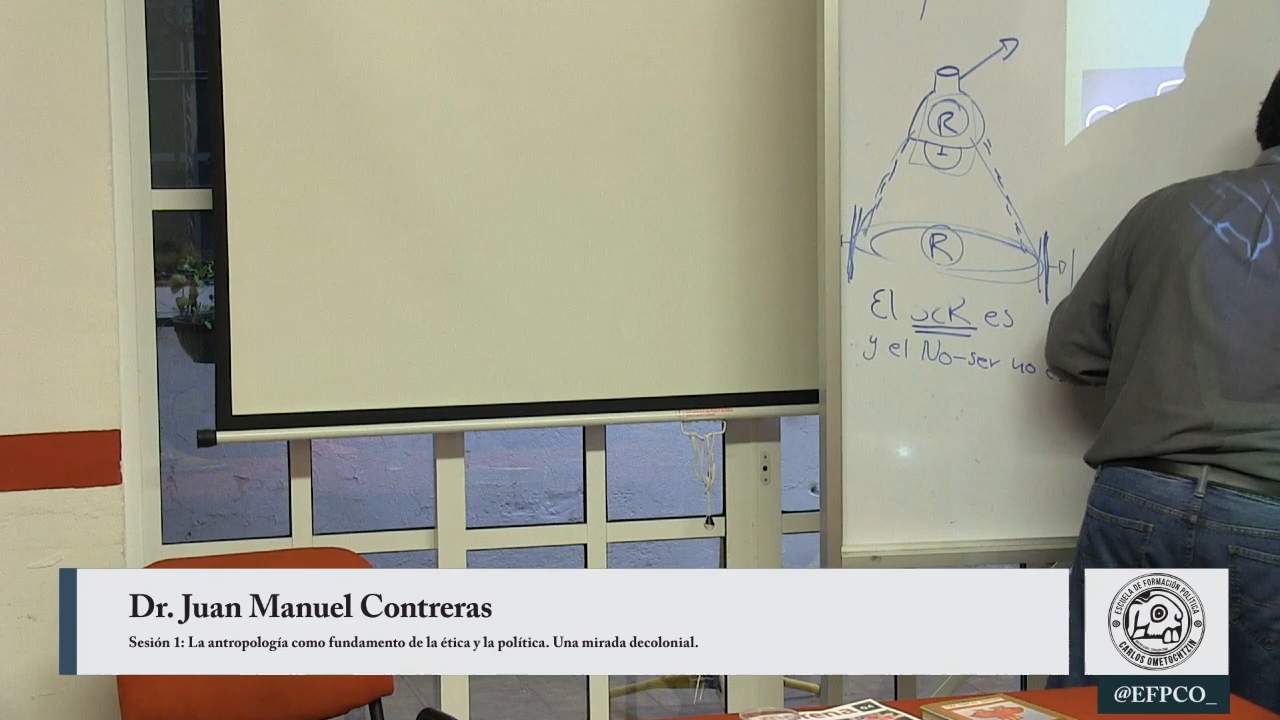 R
I
R
El ser es
y el No-ser no
Dr. Juan Manuel Contreras
Sesión 1: La antropología como fundamento de la ética y la política. Una mirada decolonial.
ESCUELA DE FORMACIÓN POLÍTICA
CARLOS OMETOCHTZIN
@EFPCO_